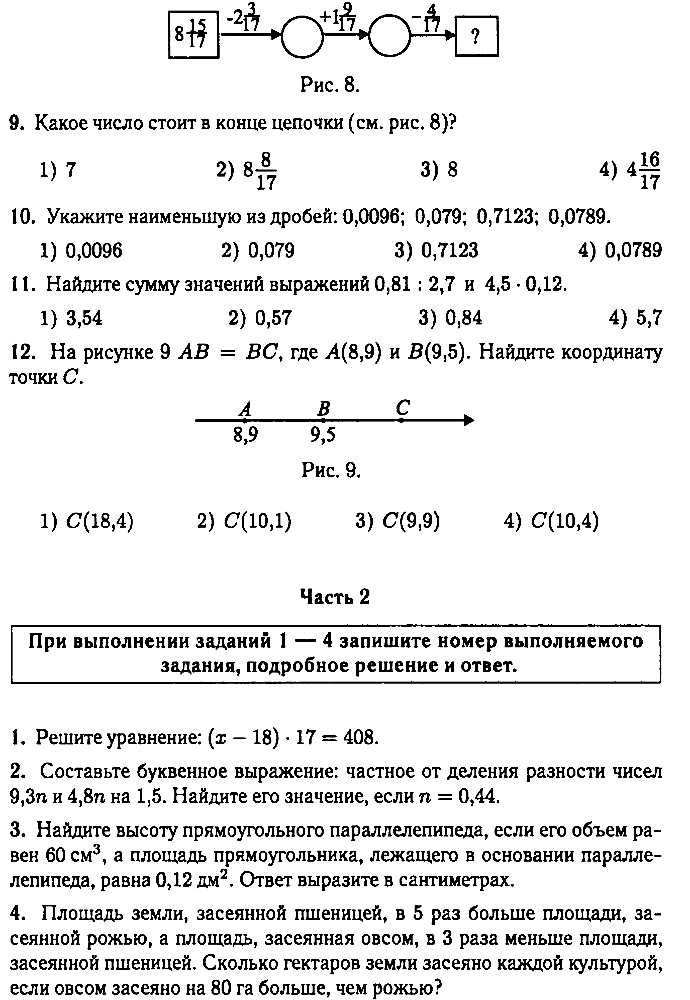 8 15/17 -2 3/17 +1 9/17 - 4/17 ?
Рис. 8.
9. Какое число стоит в конце цепочки (см. рис. 8)?
1) 7 2) 8 8/17 3) 8 4) 4 16/17
10. Укажите наименьшую из дробей: 0,0096; 0,079; 0,7123; 0,0789.
1) 0,0096 2) 0,079 3) 0,7123 4) 0,0789
11. Найдите сумму значений выражений 0,81 : 2,7 и 4,5 · 0,12.
1) 3,54 2) 0,57 3) 0,84 4) 5,7
12. На рисунке 9 AB = BC, где A(8,9) и B(9,5). Найдите координату
точки C.
A B C
8,9 9,5
Рис. 9.
1) C(18,4) 2) C(10,1) 3) C(9,9) 4) C(10,4)
Часть 2
При выполнении заданий 1 — 4 запишите номер выполняемого
задания, подробное решение и ответ.
1. Решите уравнение: (x − 18) · 17 = 408.
2. Составьте буквенное выражение: частное от деления разности чисел
9,3n и 4,8n на 1,5. Найдите его значение, если n = 0,44.
3. Найдите высоту прямоугольного параллелепипеда, если его объем ра-
вен 60 см³, а площадь прямоугольника, лежащего в основании паралле-
лепипеда, равна 0,12 дм². Ответ выразите в сантиметрах.
4. Площадь земли, засеянной пшеницей, в 5 раз больше площади, за-
сеянной рожью, а площадь, засеянная овсом, в 3 раза меньше площади,
засеянной пшеницей. Сколько гектаров земли засеяно каждой культурой,
если овсом засеяно на 80 га больше, чем рожью?